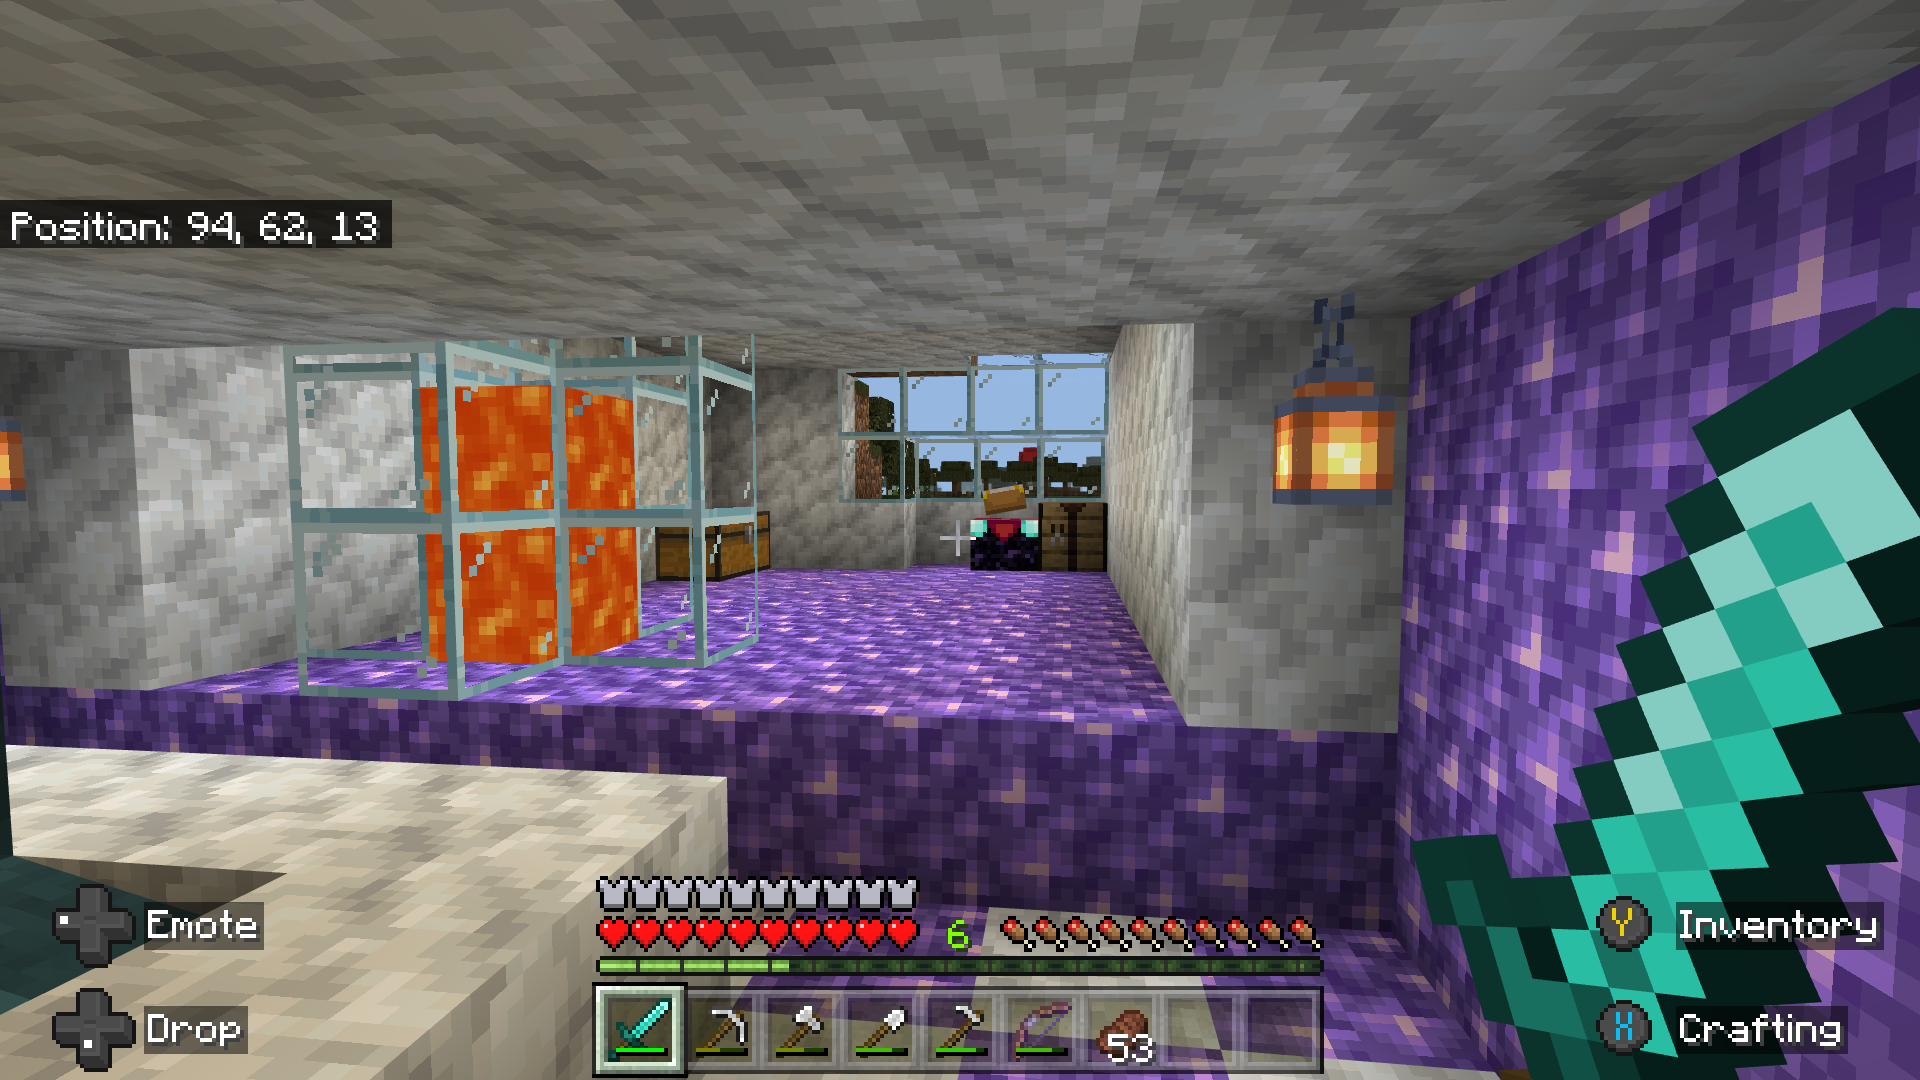 Position: 94, 62, 13
6
Emote
Y Inventory
Drop
53
X Crafting